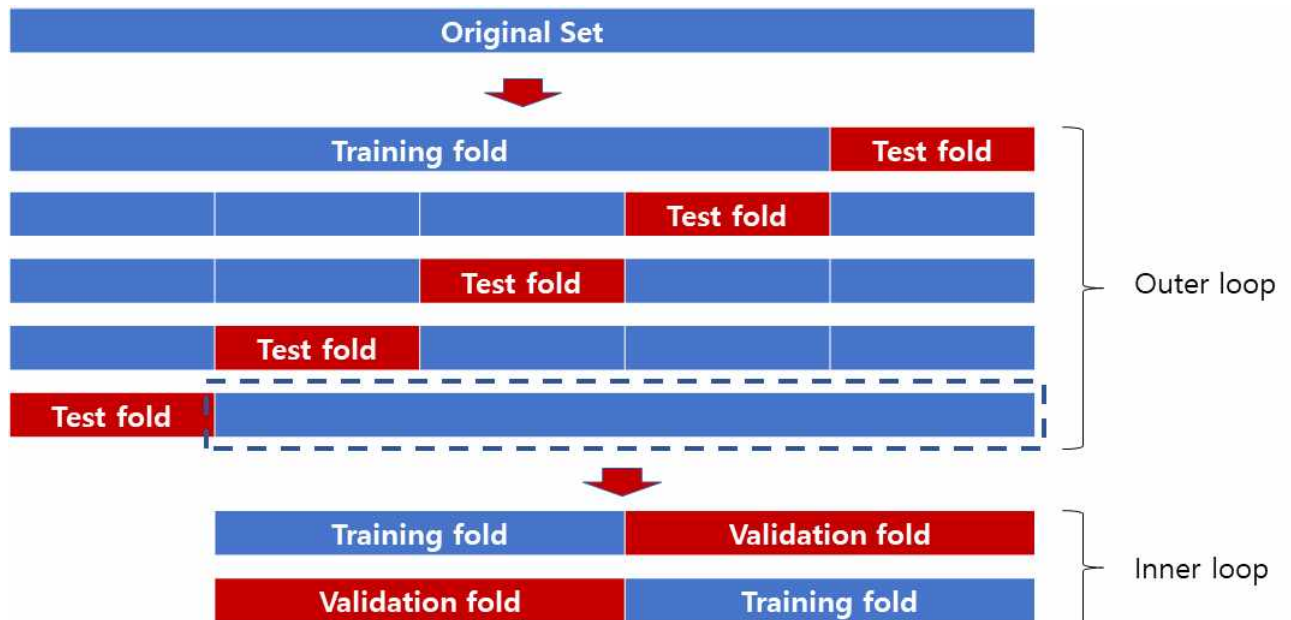 Original Set
Training fold Test fold
Test fold
Test fold
Outer loop
Test fold
Test fold
Training fold Validation fold
Inner loop
Validation fold Training fold